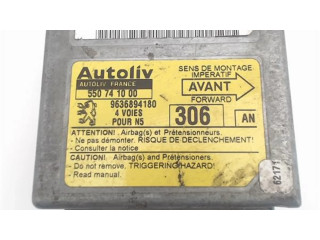 Autoliv
AUTOLIV FRANCE
550 74 10 00
9636894180
4 VOIES
POUR N5
SENS DE MONTAGE
IMPERATIF
AVANT
FORWARD
306
AN
ATTENTION! . Airbag(s) et Prétensionneurs.
- Ne pas démonter. RISQUE DE DECLENCHEMENT!
- Consulter la notice
CAUTION! . Airbag(s) and Pretensioners.
- Do not remove. TRIGGERING HAZARD!
- Read manual.
62171